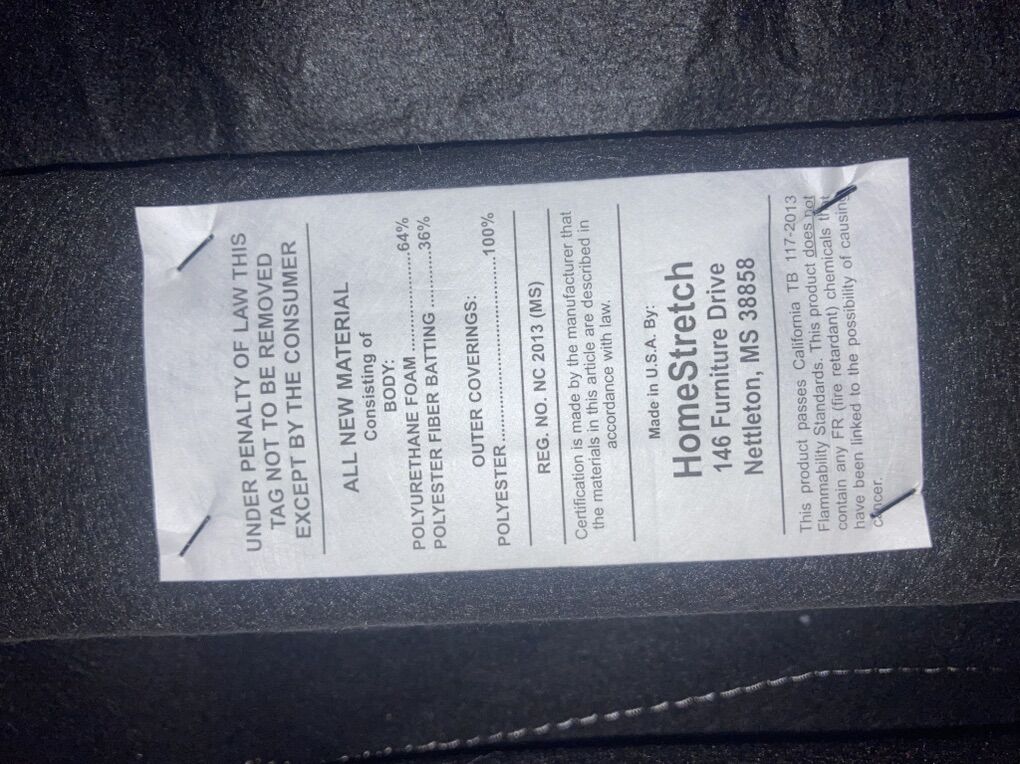 UNDER PENALTY OF LAW THIS
TAG NOT TO BE REMOVED
EXCEPT BY THE CONSUMER
ALL NEW MATERIAL
Consisting of
BODY:
POLYURETHANE FOAM ................64%
POLYESTER FIBER BATTING ..........36%
OUTER COVERINGS:
POLYESTER................................100%
REG. NO. NC 2013 (MS)
Certification is made by the manufacturer that
the materials in this article are described in
accordance with law.
Made in U.S.A. By:
HomeStretch
146 Furniture Drive
Nettleton, MS 38858
This product passes California TB 117-2013
Flammability Standards. This product does not
contain any FR (fire retardant) chemicals that
have been linked to the possibility of causing
cancer.